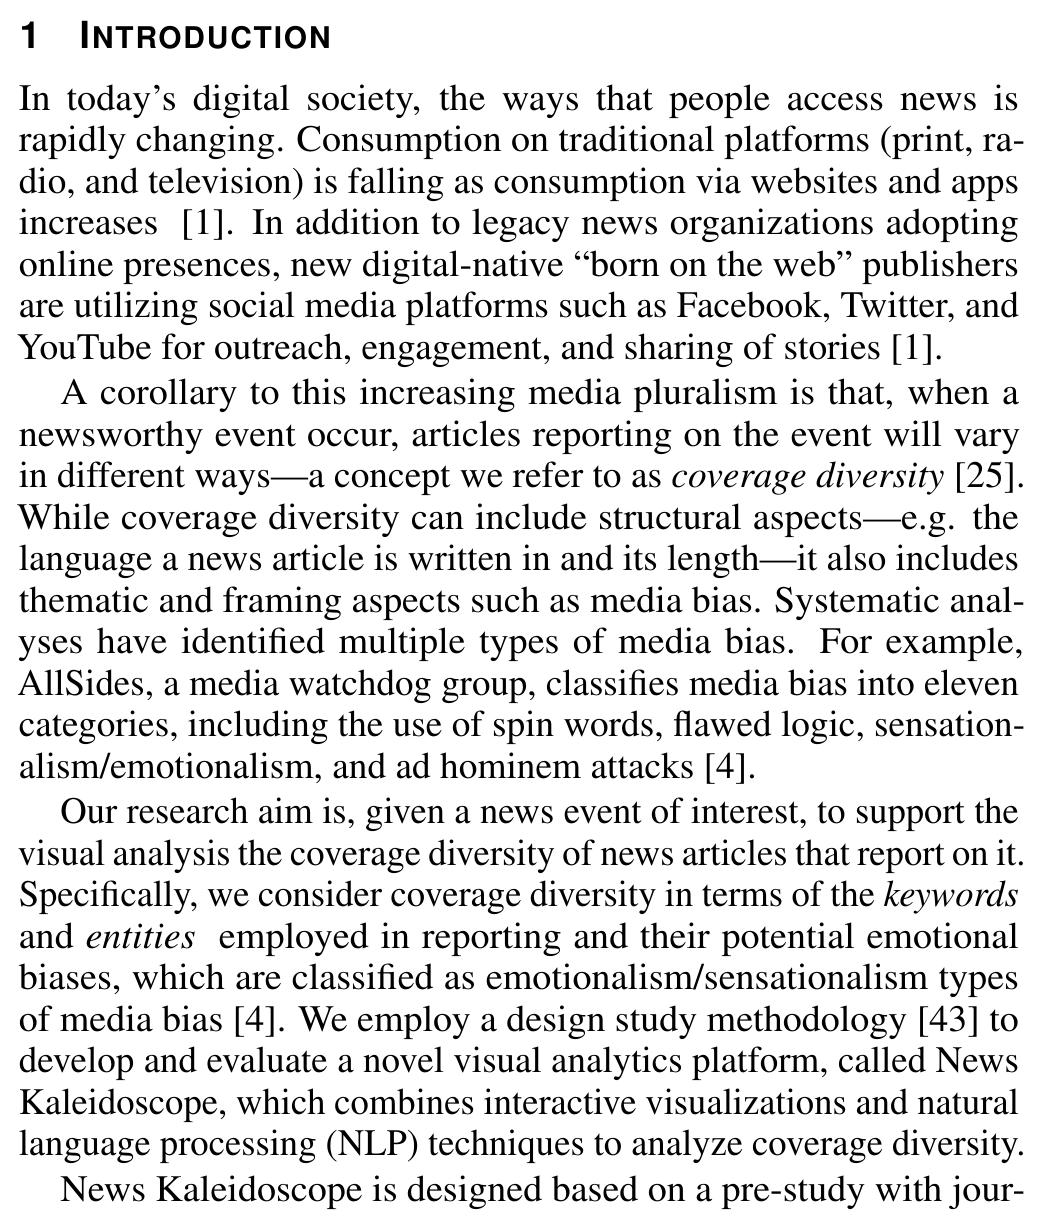 1 INTRODUCTION
In today’s digital society, the ways that people access news is
rapidly changing. Consumption on traditional platforms (print, ra-
dio, and television) is falling as consumption via websites and apps
increases [1]. In addition to legacy news organizations adopting
online presences, new digital-native “born on the web” publishers
are utilizing social media platforms such as Facebook, Twitter, and
YouTube for outreach, engagement, and sharing of stories [1].
A corollary to this increasing media pluralism is that, when a
newsworthy event occur, articles reporting on the event will vary
in different ways—a concept we refer to as coverage diversity [25].
While coverage diversity can include structural aspects—e.g. the
language a news article is written in and its length—it also includes
thematic and framing aspects such as media bias. Systematic anal-
yses have identified multiple types of media bias. For example,
AllSides, a media watchdog group, classifies media bias into eleven
categories, including the use of spin words, flawed logic, sensation-
alism/emotionalism, and ad hominem attacks [4].
Our research aim is, given a news event of interest, to support the
visual analysis the coverage diversity of news articles that report on it.
Specifically, we consider coverage diversity in terms of the keywords
and entities employed in reporting and their potential emotional
biases, which are classified as emotionalism/sensationalism types
of media bias [4]. We employ a design study methodology [43] to
develop and evaluate a novel visual analytics platform, called News
Kaleidoscope, which combines interactive visualizations and natural
language processing (NLP) techniques to analyze coverage diversity.
News Kaleidoscope is designed based on a pre-study with jour-